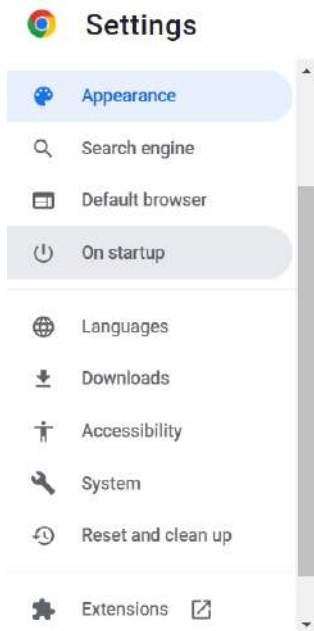 Settings
Appearance
Search engine
Default browser
On startup
Languages
Downloads
Accessibility
System
Reset and clean up
Extensions